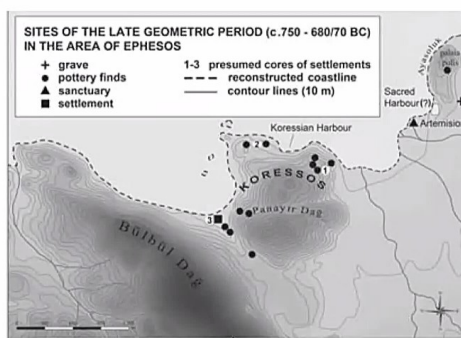 SITES OF THE LATE GEOMETRIC PERIOD (c.750 - 680/70 BC)
IN THE AREA OF EPHESOS
+ grave
pottery finds
sanctuary
settlement
1-3 presumed cores of settlements
reconstructed coastline
contour lines (10 m)
Ayasoluk
palaia
polis
Sacred
Harbour(?)
Artemision
Koressian Harbour
2
1
KORESSOS
Panayır Dağ
3
Bülbül Dağ